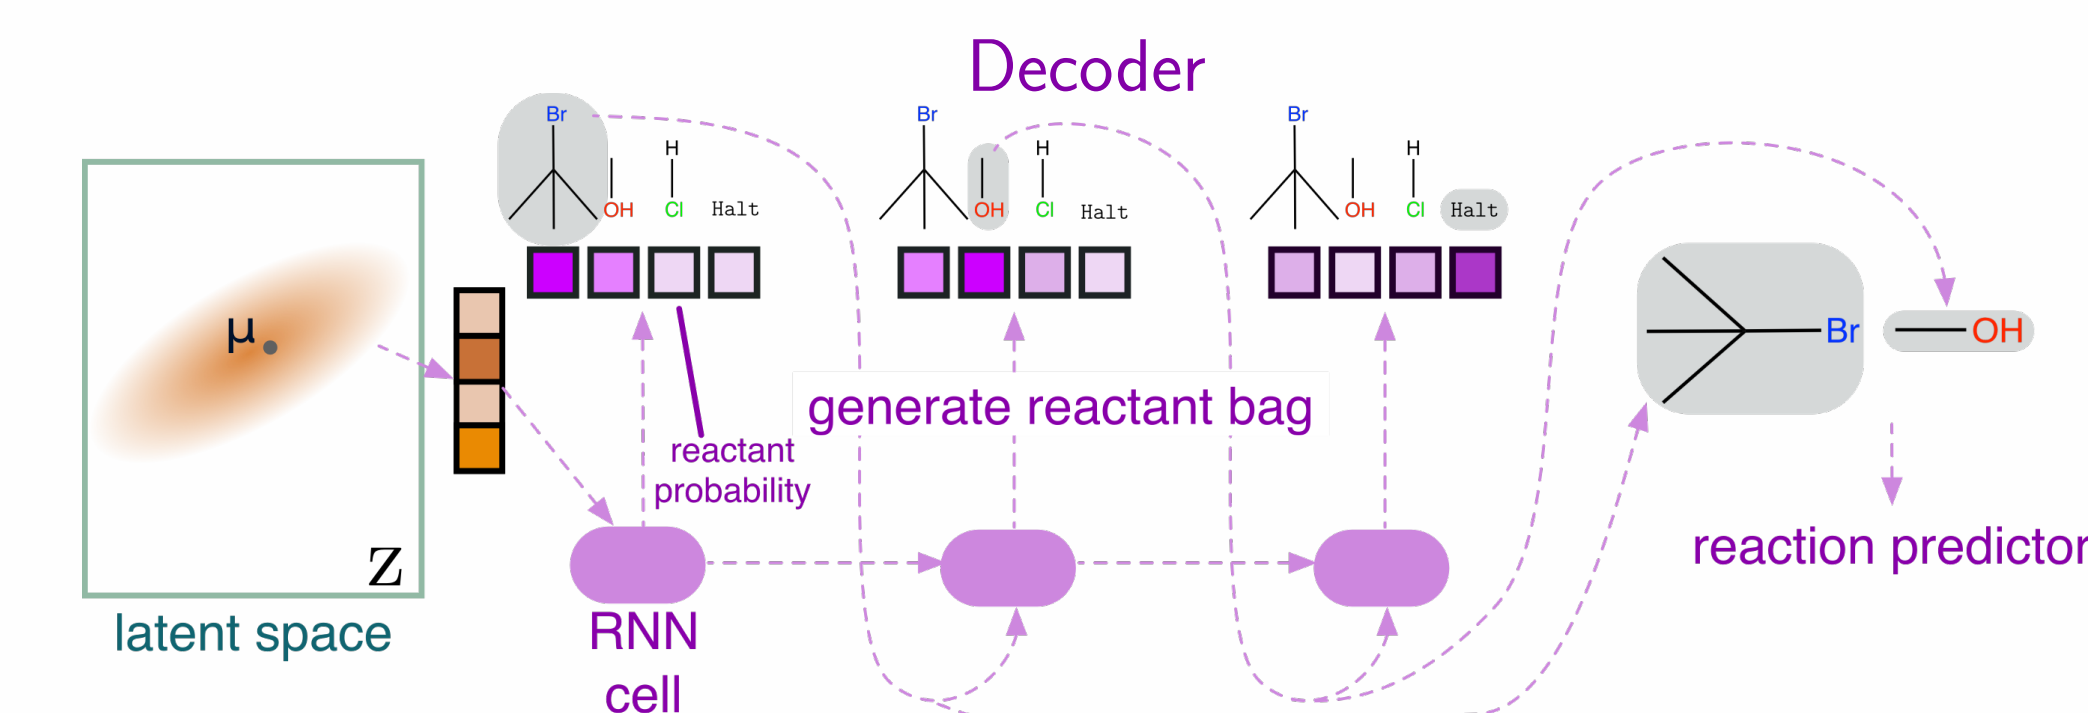 Decoder
Br
H
OH
Cl
Halt
Br
H
OH
Cl
Halt
Br
H
OH
Cl
Halt
μ
z
latent space
reactant
probability
generate reactant bag
RNN
cell
Br
OH
reaction predictor